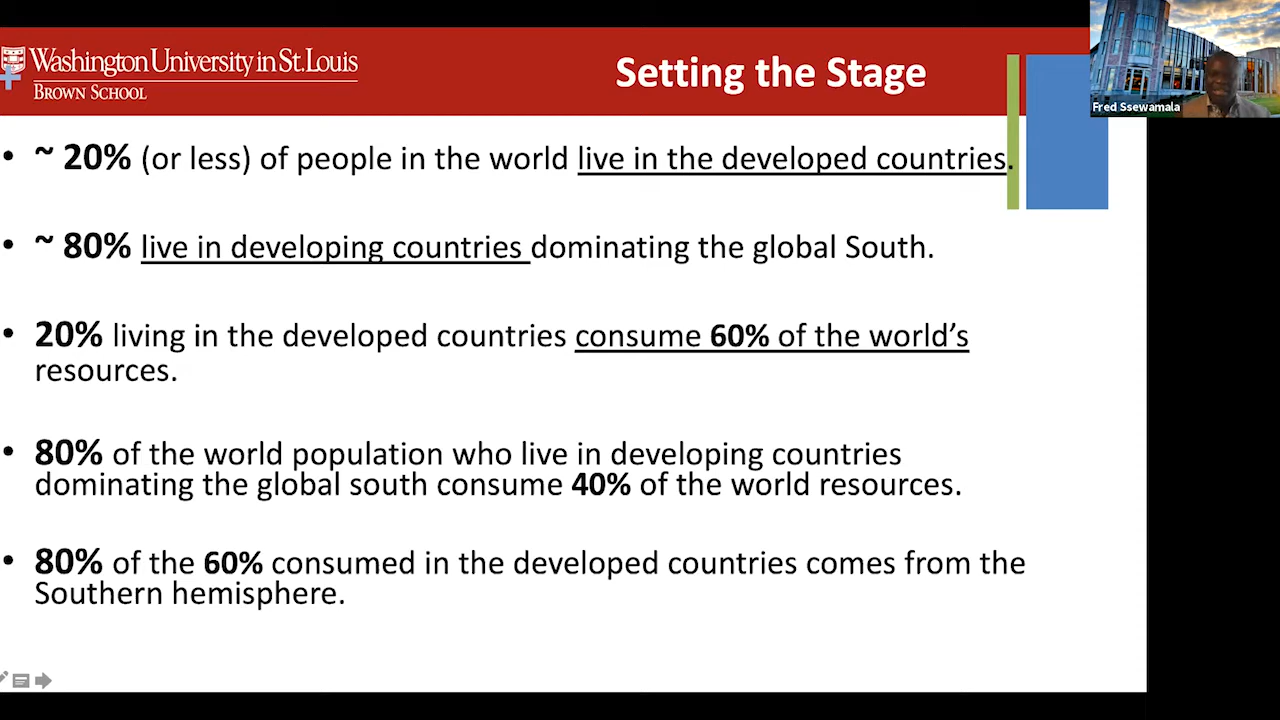 Washington University in St. Louis
BROWN SCHOOL
Setting the Stage
Fred Ssewamala
• ~ 20% (or less) of people in the world live in the developed countries.
• ~ 80% live in developing countries dominating the global South.
• 20% living in the developed countries consume 60% of the world's
resources.
• 80% of the world population who live in developing countries
dominating the global south consume 40% of the world resources.
• 80% of the 60% consumed in the developed countries comes from the
Southern hemisphere.